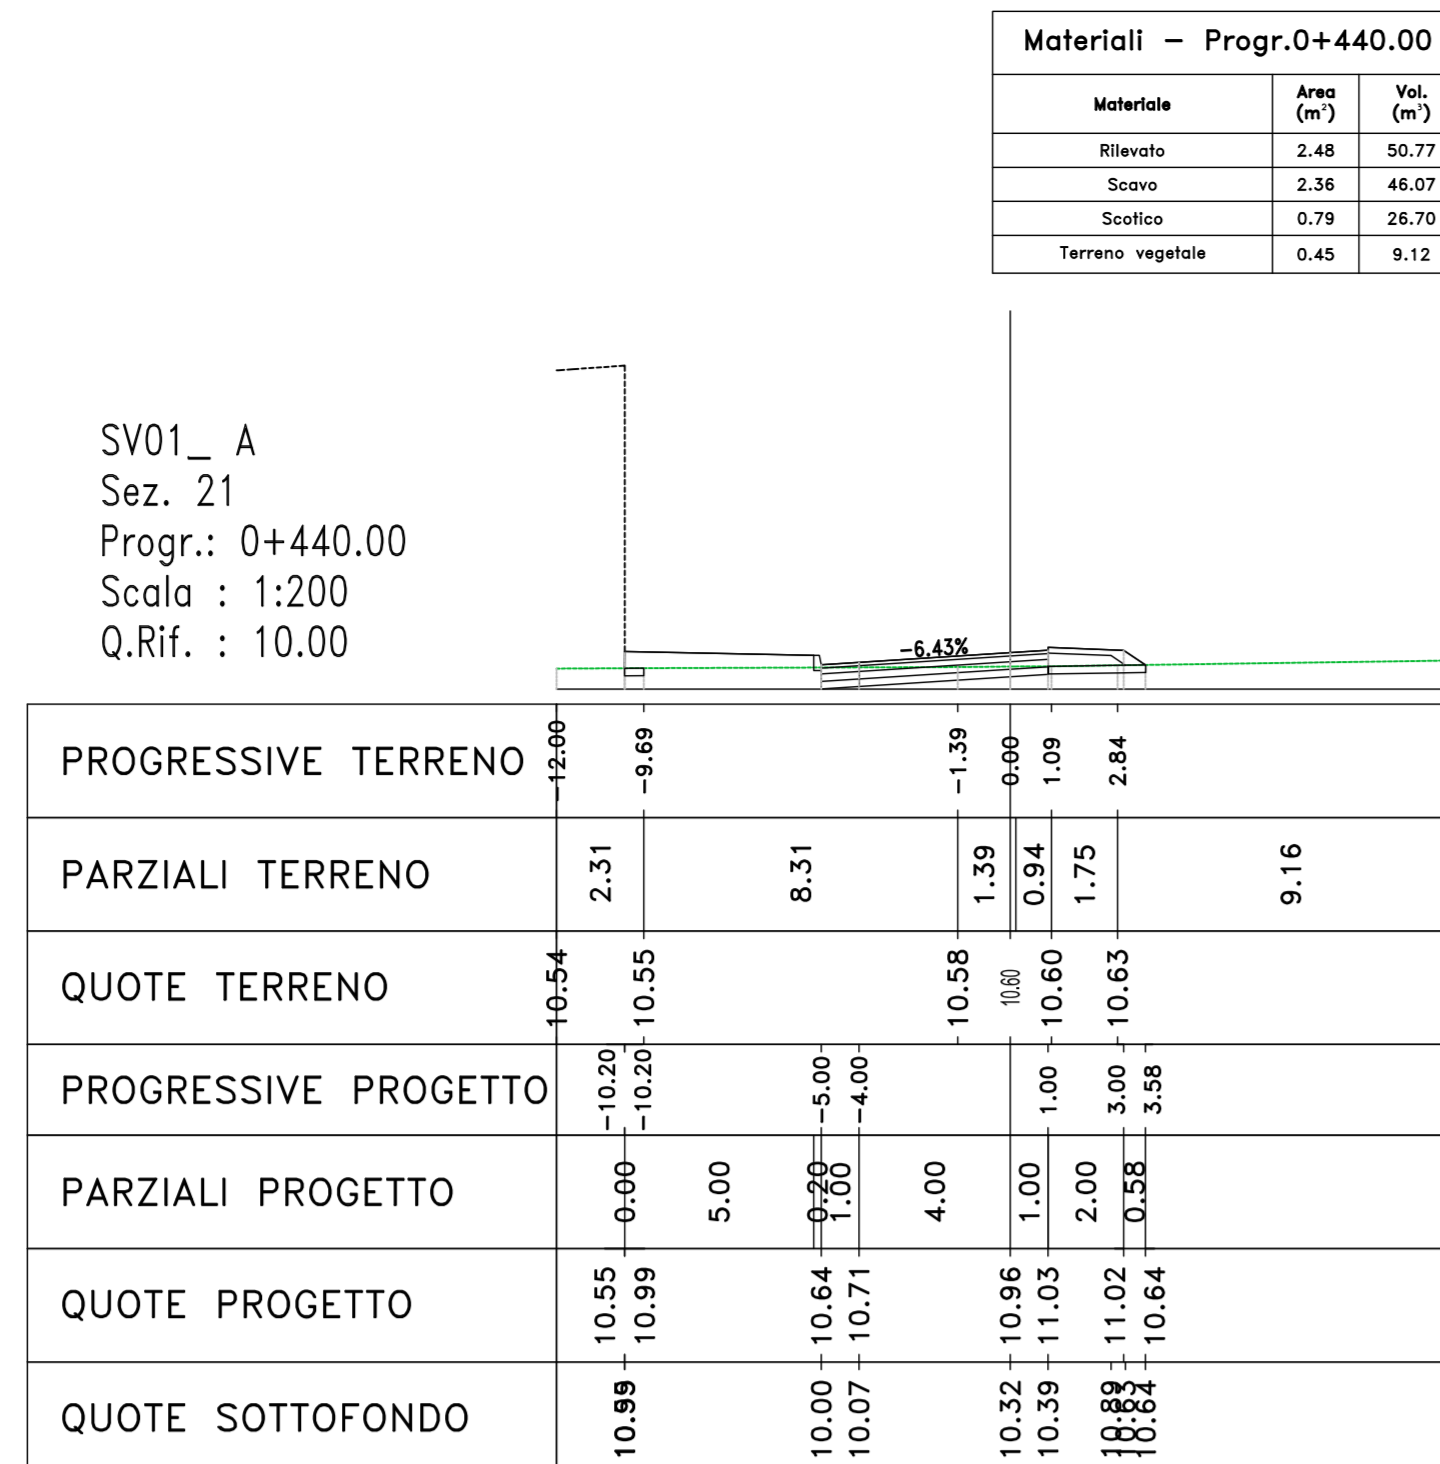 Materiali – Progr.0+440.00
Materiale Area (m²) Vol. (m³)
Rilevato 2.48 50.77
Scavo 2.36 46.07
Scotico 0.79 26.70
Terreno vegetale 0.45 9.12
SV01_ A
Sez. 21
Progr.: 0+440.00
Scala : 1:200
Q.Rif. : 10.00
-6.43%
PROGRESSIVE TERRENO -12.00 -9.69 -1.39 0.00 1.09 2.84
PARZIALI TERRENO 2.31 8.31 1.39 0.94 1.75 9.16
QUOTE TERRENO 10.54 10.55 10.58 10.60 10.60 10.63
PROGRESSIVE PROGETTO -10.20 -10.20 -5.00 -4.00 1.00 3.00 3.58
PARZIALI PROGETTO 0.00 5.00 0.20 1.00 4.00 1.00 2.00 0.58
QUOTE PROGETTO 10.55 10.99 10.64 10.71 10.96 11.03 11.02 10.64
QUOTE SOTTOFONDO 10.00 10.07 10.32 10.39 10.89 10.63 10.64